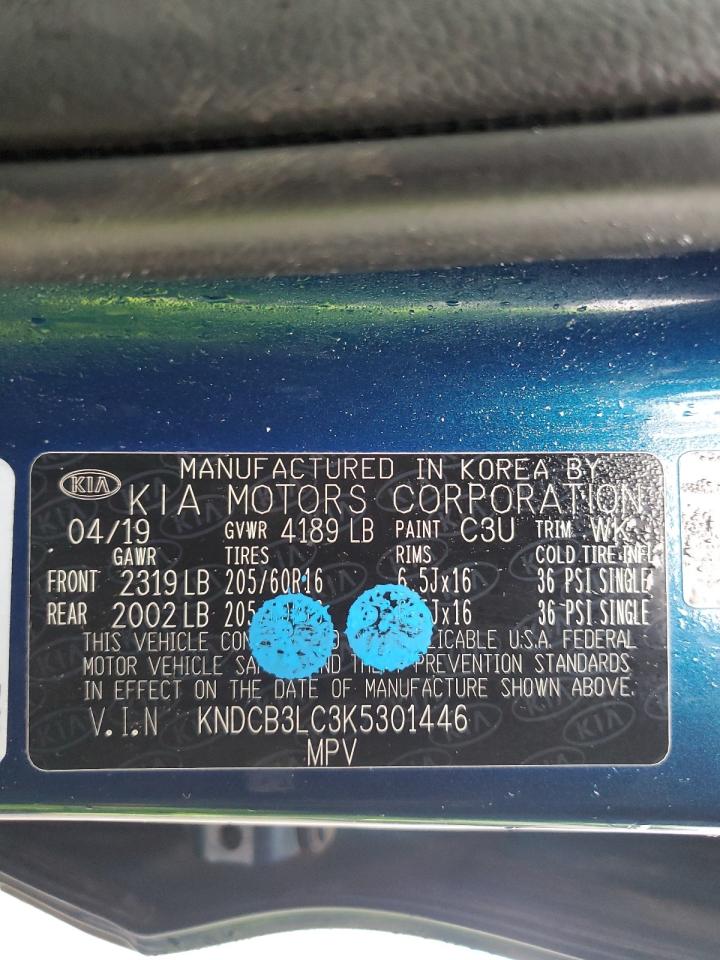 MANUFACTURED IN KOREA BY
KIA KIA MOTORS CORPORATION
04/19 GVWR 4189 LB PAINT C3U TRIM WK
GAWR TIRES RIMS COLD TIRE INFL
FRONT 2319 LB 205/60R16 6.5Jx16 36 PSI SINGLE
REAR 2002 LB 205 Jx16 36 PSI SINGLE
THIS VEHICLE U.S.A. FEDERAL
MOTOR VEHICLE PREVENTION STANDARDS
IN EFFECT ON THE DATE OF MANUFACTURE SHOWN ABOVE.
V.I.N KNDCB3LC3K5301446
MPV